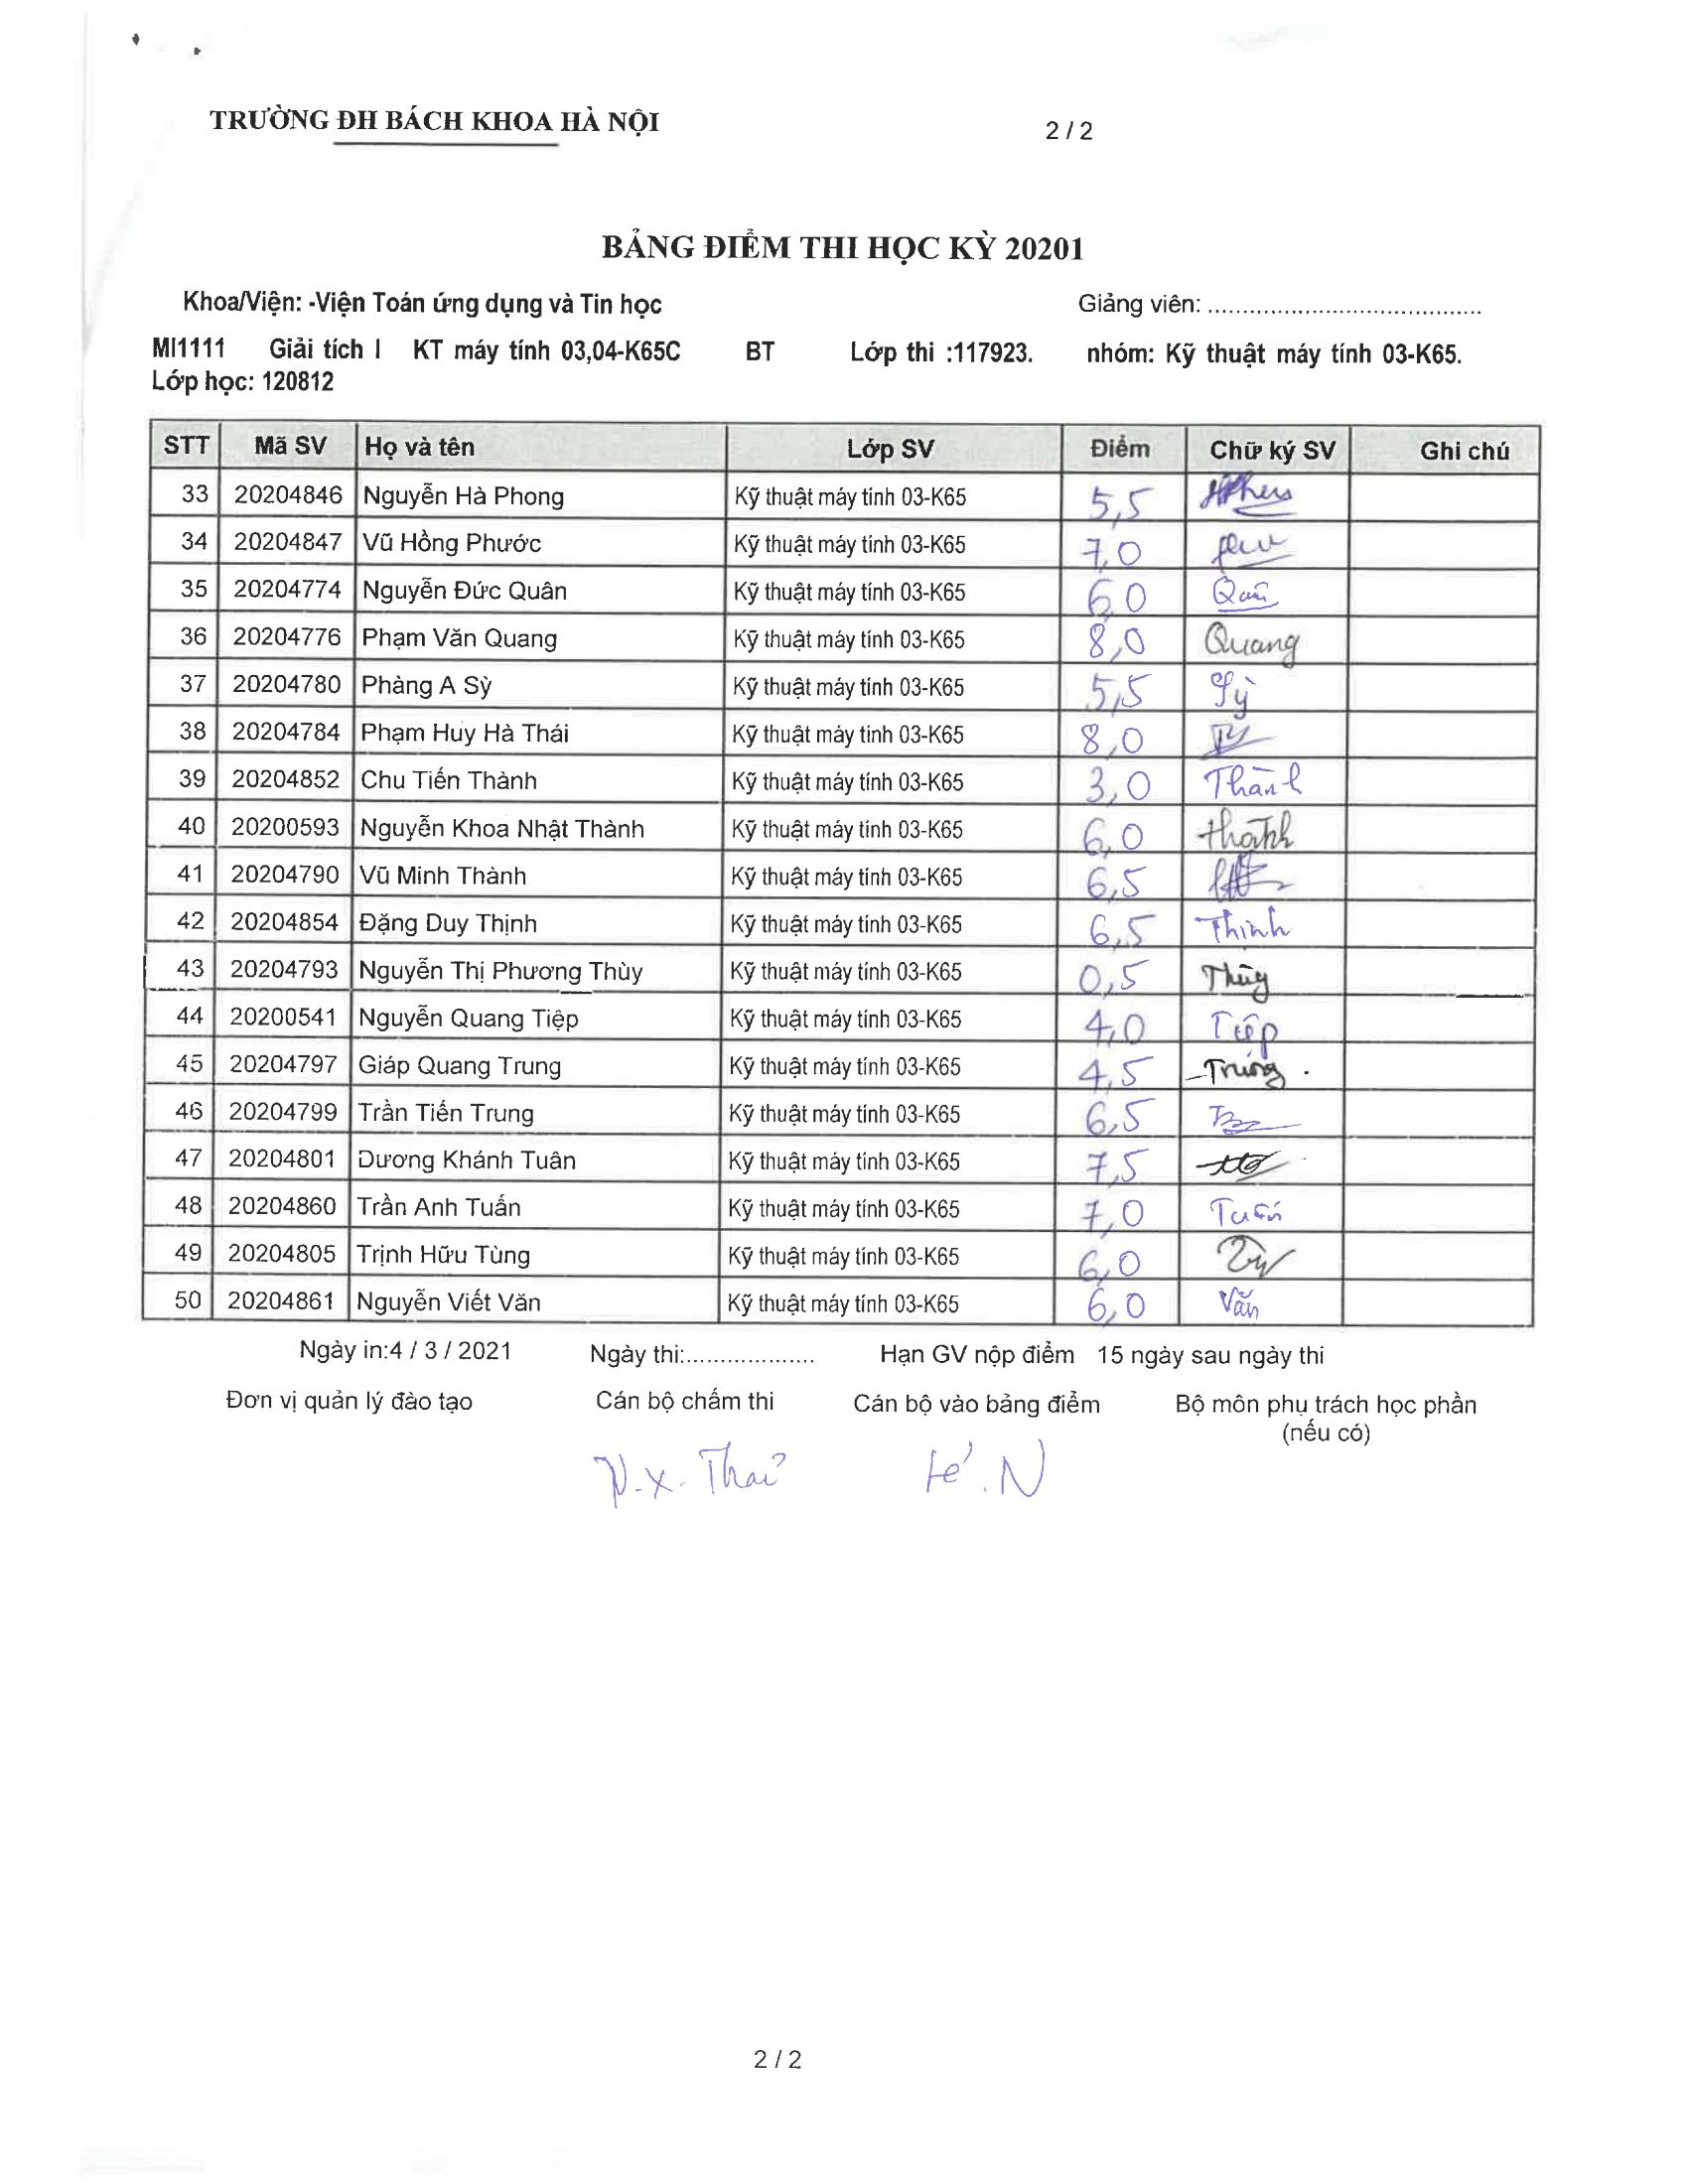 TRƯỜNG ĐH BÁCH KHOA HÀ NỘI 2 / 2
BẢNG ĐIỂM THI HỌC KỲ 20201
Khoa/Viện: -Viện Toán ứng dụng và Tin học Giảng viên: .......................................
MI1111 Giải tích I KT máy tính 03,04-K65C BT Lớp thi :117923. nhóm: Kỹ thuật máy tính 03-K65.
Lớp học: 120812
STT Mã SV Họ và tên Lớp SV Điểm Chữ ký SV Ghi chú
33 20204846 Nguyễn Hà Phong Kỹ thuật máy tính 03-K65 5,5
34 20204847 Vũ Hồng Phước Kỹ thuật máy tính 03-K65 7,0
35 20204774 Nguyễn Đức Quân Kỹ thuật máy tính 03-K65 6,0 Quân
36 20204776 Phạm Văn Quang Kỹ thuật máy tính 03-K65 8,0 Quang
37 20204780 Phàng A Sỳ Kỹ thuật máy tính 03-K65 5,5 Sỳ
38 20204784 Phạm Huy Hà Thái Kỹ thuật máy tính 03-K65 8,0
39 20204852 Chu Tiến Thành Kỹ thuật máy tính 03-K65 3,0 Thành
40 20200593 Nguyễn Khoa Nhật Thành Kỹ thuật máy tính 03-K65 6,0 thành
41 20204790 Vũ Minh Thành Kỹ thuật máy tính 03-K65 6,5
42 20204854 Đặng Duy Thịnh Kỹ thuật máy tính 03-K65 6,5 Thịnh
43 20204793 Nguyễn Thị Phương Thùy Kỹ thuật máy tính 03-K65 0,5 Thùy
44 20200541 Nguyễn Quang Tiệp Kỹ thuật máy tính 03-K65 4,0 Tiệp
45 20204797 Giáp Quang Trung Kỹ thuật máy tính 03-K65 4,5 Trung
46 20204799 Trần Tiến Trung Kỹ thuật máy tính 03-K65 6,5
47 20204801 Dương Khánh Tuân Kỹ thuật máy tính 03-K65 7,5
48 20204860 Trần Anh Tuấn Kỹ thuật máy tính 03-K65 7,0 Tuấn
49 20204805 Trịnh Hữu Tùng Kỹ thuật máy tính 03-K65 6,0
50 20204861 Nguyễn Viết Văn Kỹ thuật máy tính 03-K65 6,0 Văn
Ngày in:4 / 3 / 2021 Ngày thi:................... Hạn GV nộp điểm 15 ngày sau ngày thi
Đơn vị quản lý đào tạo Cán bộ chấm thi Cán bộ vào bảng điểm Bộ môn phụ trách học phần
(nếu có)
N.X. Thai
2 / 2